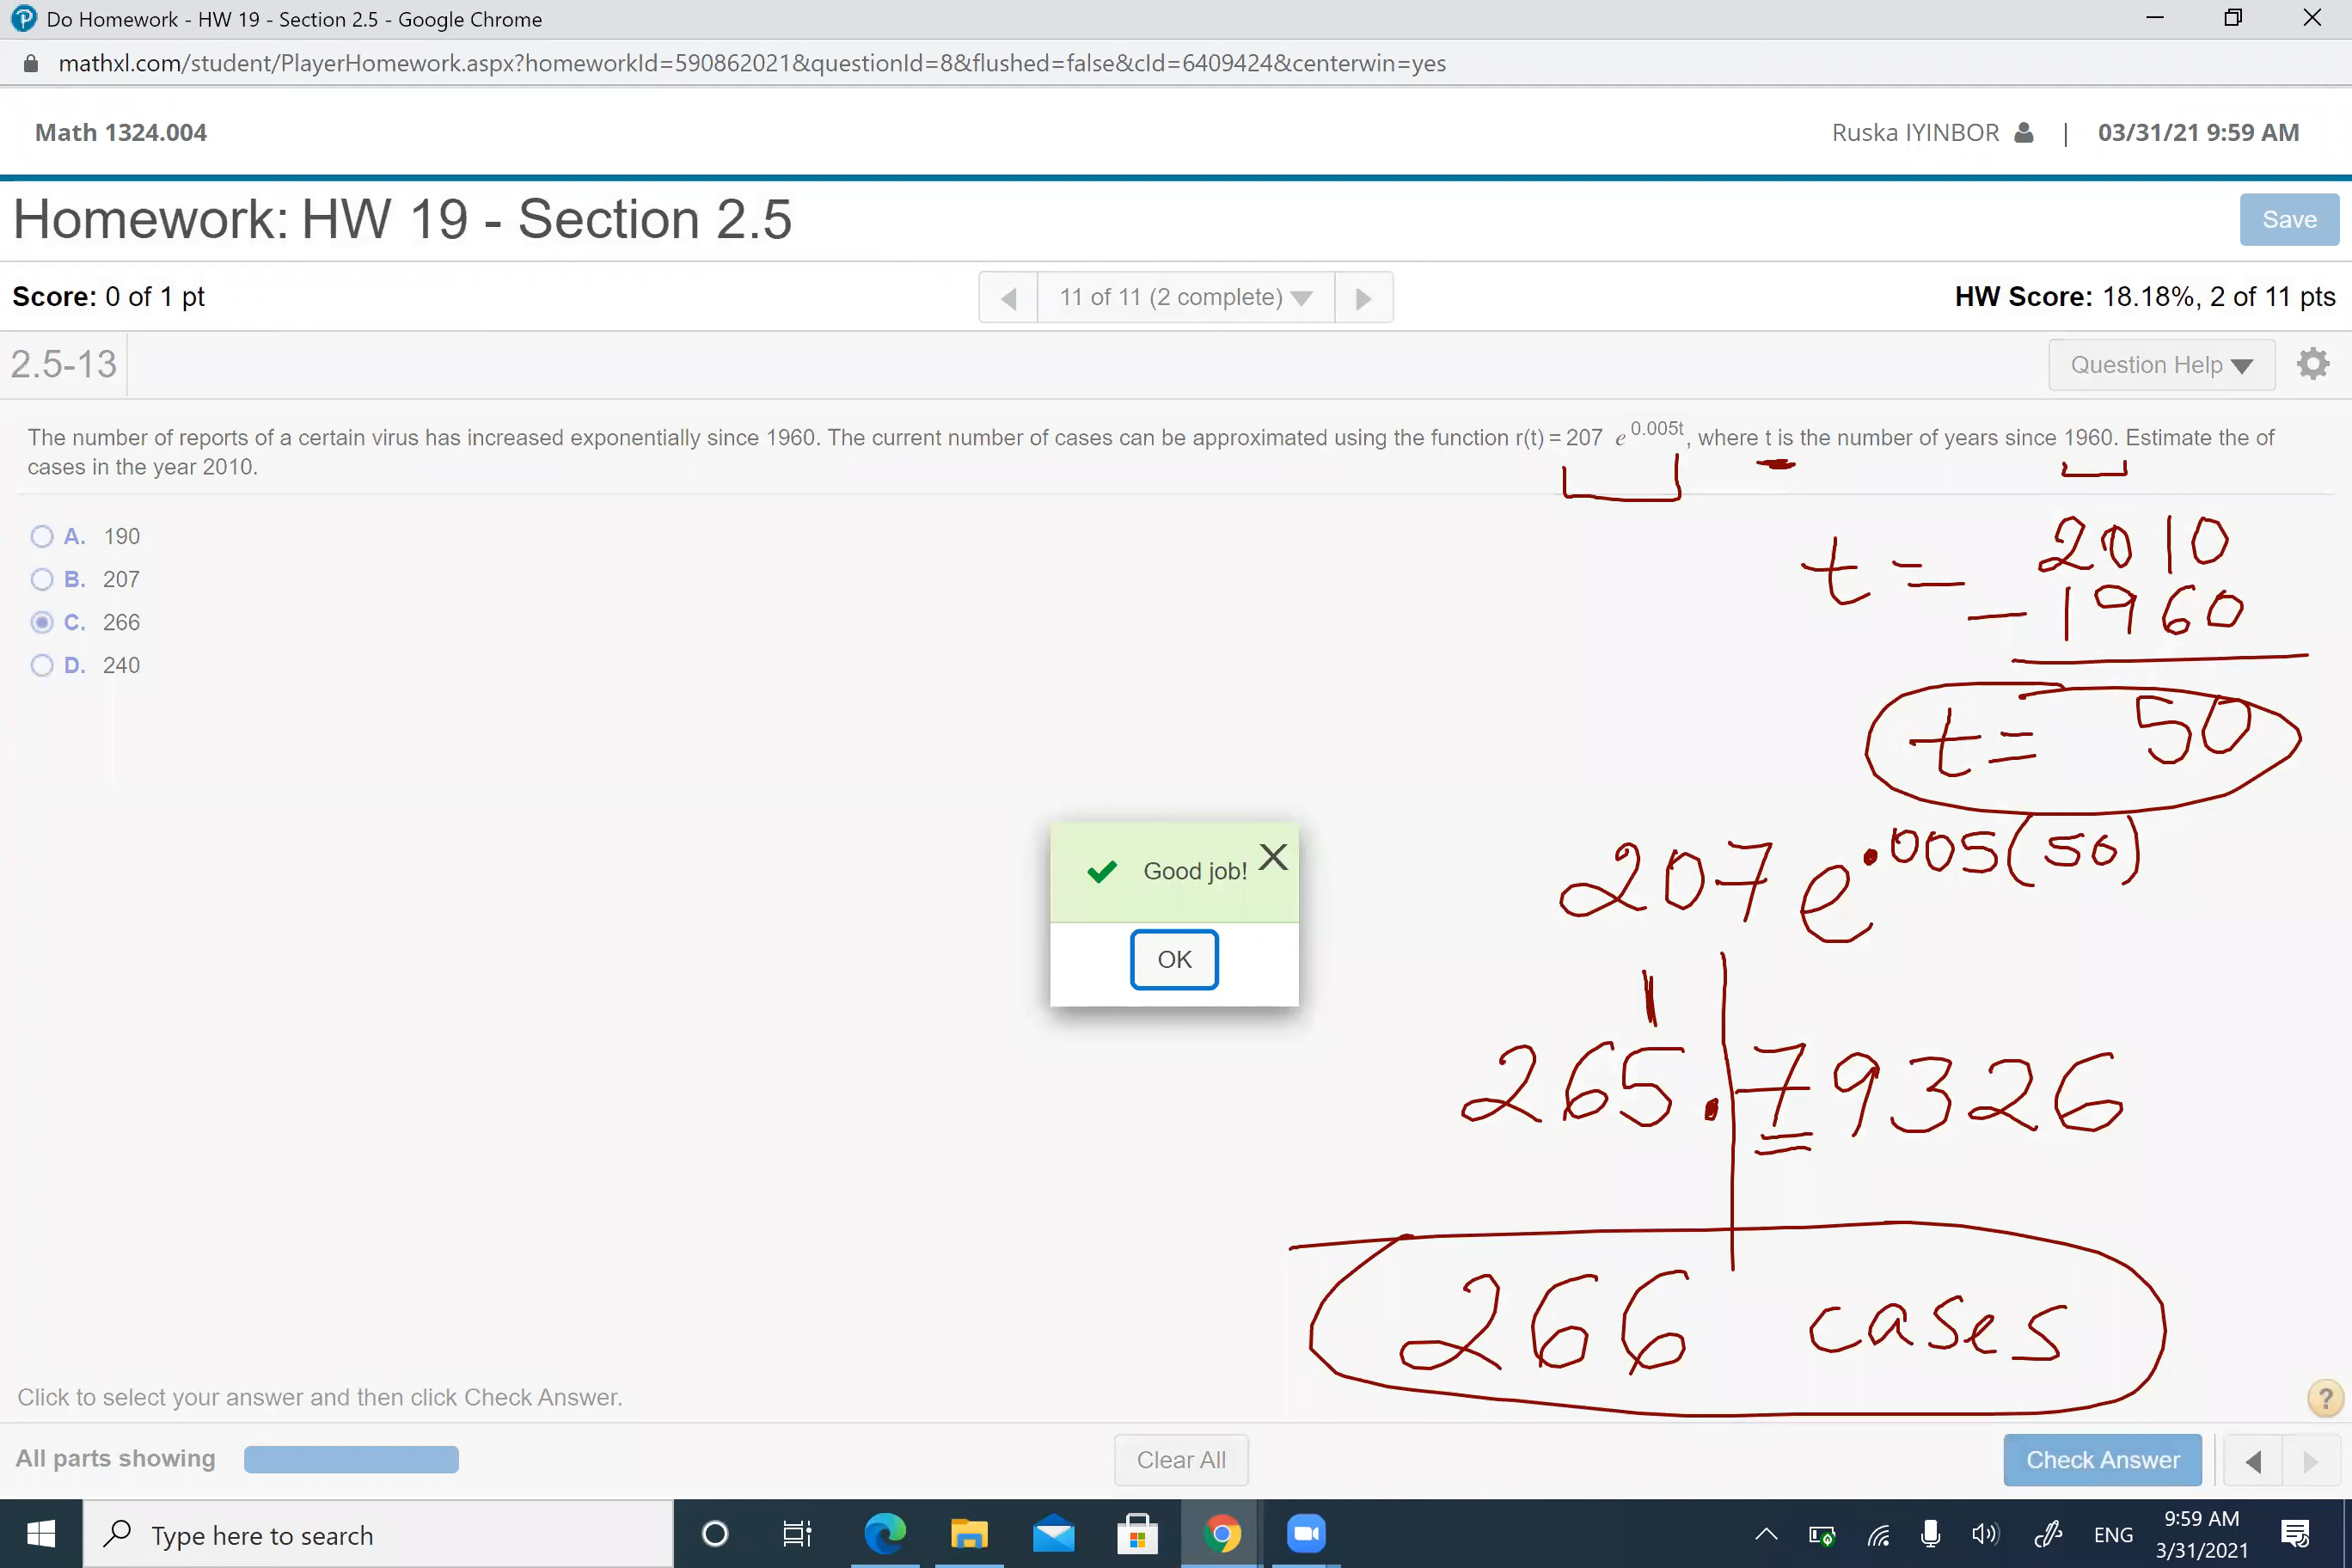 Do Homework - HW 19 - Section 2.5 - Google Chrome
mathxl.com/student/PlayerHomework.aspx?homeworkId=590862021&questionId=8&flushed=false&cId=6409424&centerwin=yes
Math 1324.004
Ruska IYINBOR | 03/31/21 9:59 AM
Homework: HW 19 - Section 2.5
Save
Score: 0 of 1 pt
11 of 11 (2 complete)
HW Score: 18.18%, 2 of 11 pts
2.5-13
Question Help
The number of reports of a certain virus has increased exponentially since 1960. The current number of cases can be approximated using the function r(t) = 207 e^0.005t, where t is the number of years since 1960. Estimate the of
cases in the year 2010.
A. 190
B. 207
C. 266
D. 240
t = 2010
- 1960
t = 50
Good job!
OK
207 e^.005(50)
1
265.79326
266 cases
Click to select your answer and then click Check Answer.
?
All parts showing
Clear All
Check Answer
Type here to search
ENG
9:59 AM
3/31/2021